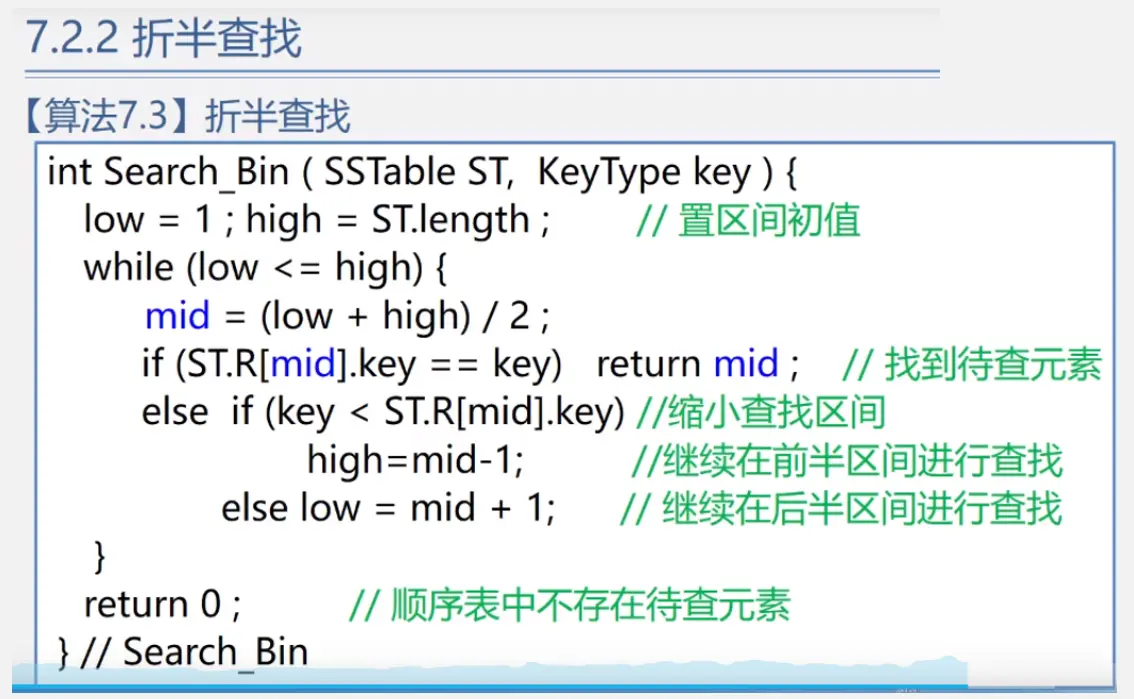 7.2.2 折半查找
【算法7.3】折半查找
int Search_Bin ( SSTable ST,  KeyType key ) {
low = 1 ; high = ST.length ;  // 置区间初值
while (low <= high) {
mid = (low + high) / 2 ;
if (ST.R[mid].key == key)  return mid ;  // 找到待查元素
else  if (key < ST.R[mid].key) //缩小查找区间
high=mid-1;  //继续在前半区间进行查找
else low = mid + 1;  // 继续在后半区间进行查找
}
return 0 ;  // 顺序表中不存在待查元素
} // Search_Bin